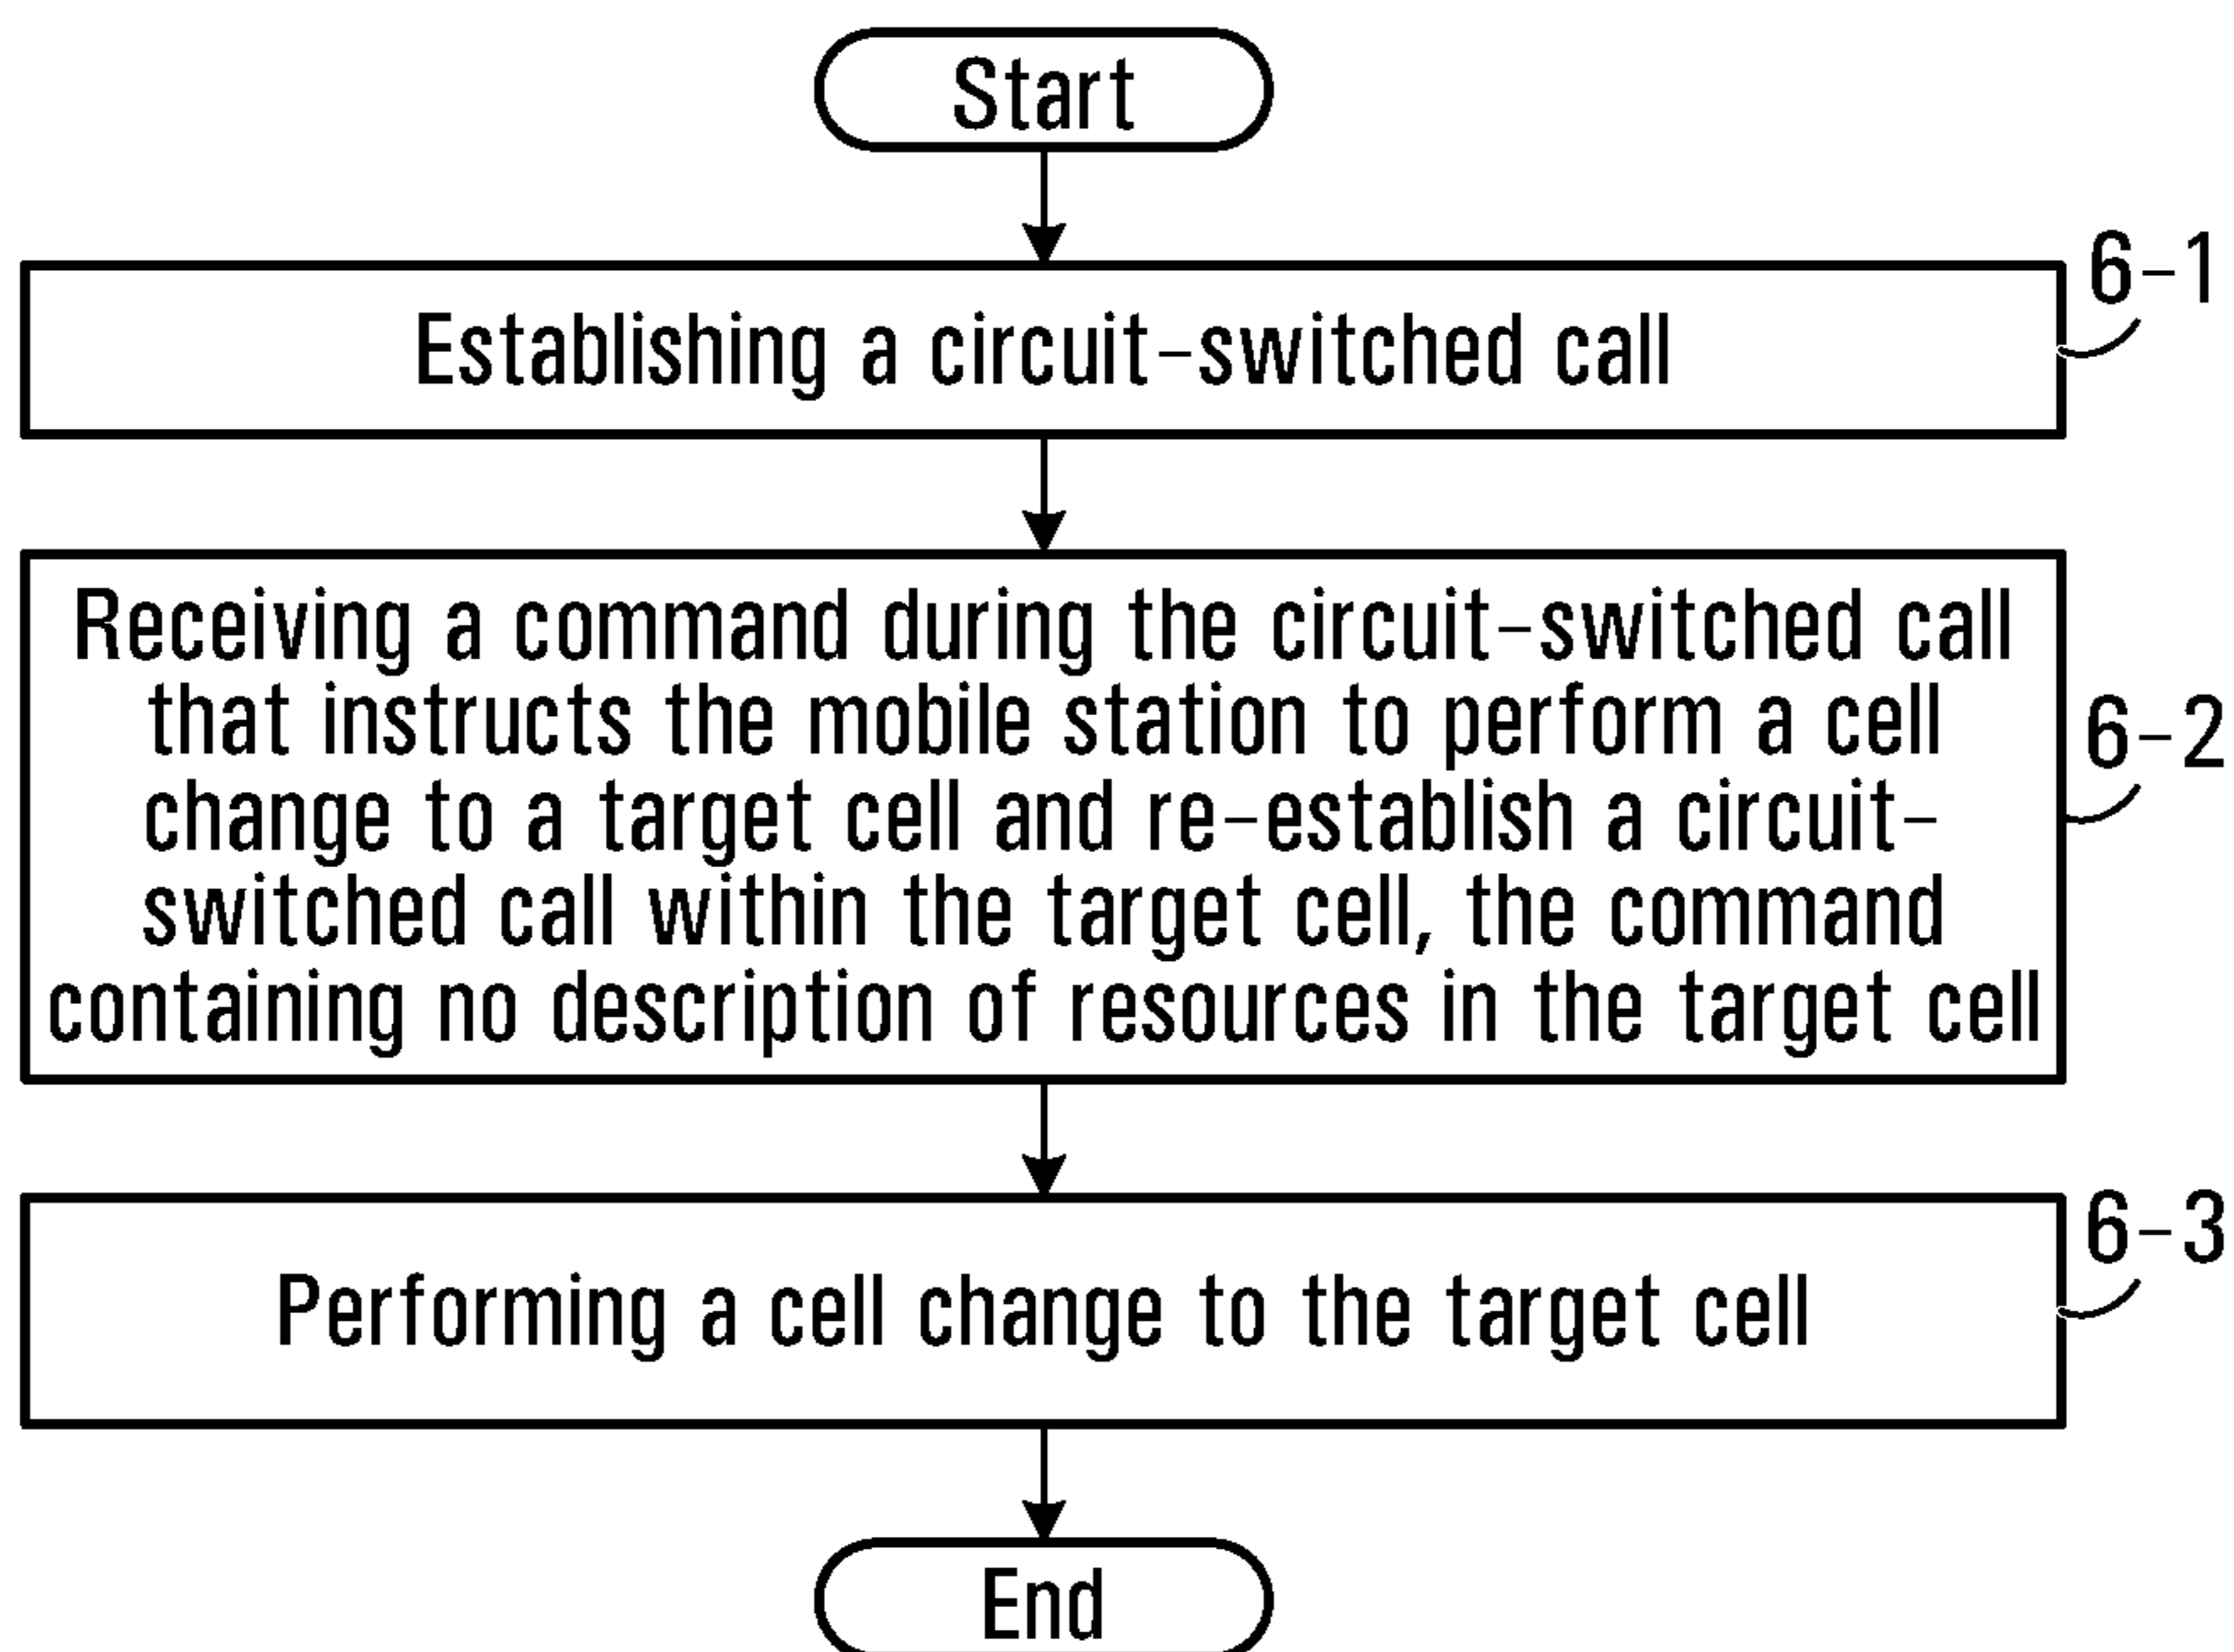 Start
6-1
Establishing a circuit-switched call
Receiving a command during the circuit-switched call
that instructs the mobile station to perform a cell
6-2
change to a target cell and re-establish a circuit-
switched call within the target cell, the command
containing no description of resources in the target cell
6-3
Performing a cell change to the target cell
End